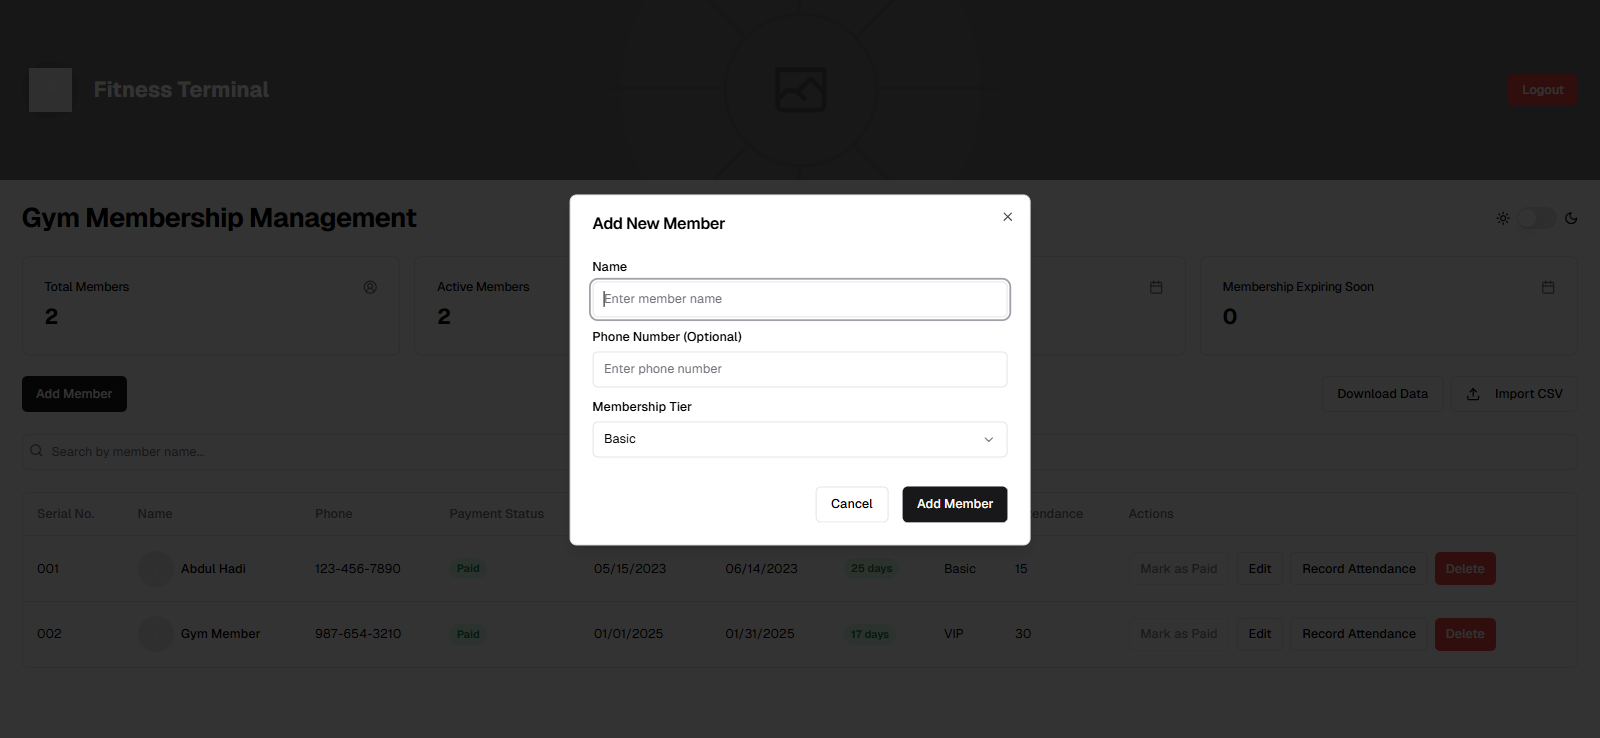 Fitness Terminal
Logout
Gym Membership Management
Total Members
2
Active Members
2
Membership Expiring Soon
0
Add New Member
Name
Enter member name
Phone Number (Optional)
Enter phone number
Membership Tier
Basic
Cancel
Add Member
Add Member
Download Data
Import CSV
Search by member name...
Serial No. Name Phone Payment Status Actions
001 Abdul Hadi 123-456-7890 Paid 05/15/2023 06/14/2023 25 days Basic 15 Mark as Paid Edit Record Attendance Delete
002 Gym Member 987-654-3210 Paid 01/01/2025 01/31/2025 17 days VIP 30 Mark as Paid Edit Record Attendance Delete